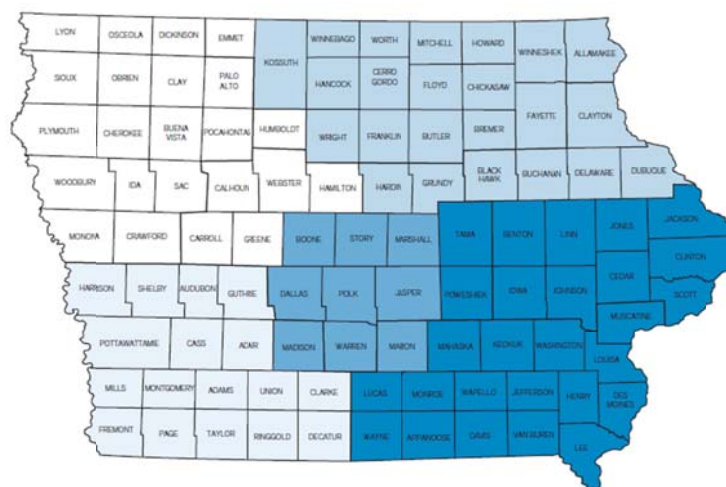 LYON OSCEOLA DICKINSON EMMET WINNEBAGO WORTH MITCHELL HOWARD WINNESHEK ALLAMAKEE
KOSSUTH
SIOUX OBRIEN CLAY PALO
ALTO
HANCOCK CERRO
GORDO
FLOYD CHICKASAW
PLYMOUTH CHEROKEE BUENA
VISTA
POCAHONTAS HUMBOLDT WRIGHT FRANKLIN BUTLER BREMER FAYETTE CLAYTON
WOODBURY IDA SAC CALHOUN WEBSTER HAMILTON HARDIN GRUNDY BLACK
HAWK
BUCHANAN DELAWARE DUBUQUE
MONONA CRAWFORD CARROLL GREENE BOONE STORY MARSHALL TAMA BENTON LINN JONES JACKSON
CLINTON
HARRISON SHELBY AUDUBON GUTHRIE DALLAS POLK JASPER POWESHIEK IOWA JOHNSON CEDAR SCOTT
MUSCATINE
POTTAWATTAMIE CASS ADAIR MADISON WARREN MARION MAHASKA KEOKUK WASHINGTON LOUISA
MILLS MONTGOMERY ADAMS UNION CLARKE LUCAS MONROE WAPELLO JEFFERSON HENRY DES
MOINES
FREMONT PAGE TAYLOR RINGGOLD DECATUR WAYNE APPANOOSE DAVIS VAN BUREN LEE